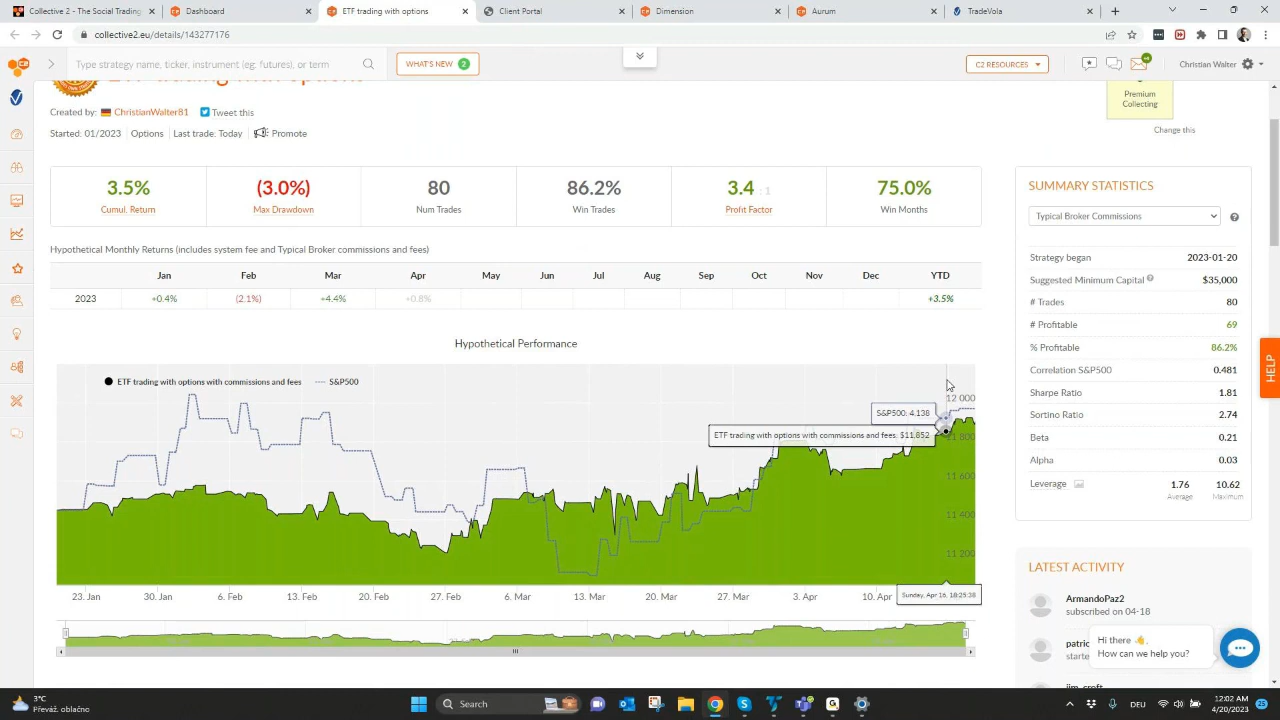 Collective 2 - The Social Trading
Dashboard
ETF trading with options
Client Portal
Dimension
Aurum
TradeVola
collective2.eu/details/143277176
Type strategy name, ticker, instrument (eg: futures), or term
WHAT'S NEW 2
C2 RESOURCES
Christian Walter
Created by: ChristianWalter81 Tweet this
Started: 01/2023 Options Last trade: Today Promote
Premium
Collecting
Change this
3.5%
Cumul. Return
(3.0%)
Max Drawdown
80
Num Trades
86.2%
Win Trades
3.4 : 1
Profit Factor
75.0%
Win Months
Hypothetical Monthly Returns (includes system fee and Typical Broker commissions and fees)
Jan Feb Mar Apr May Jun Jul Aug Sep Oct Nov Dec YTD
2023 +0.4% (2.1%) +4.4% +0.8% +3.5%
Hypothetical Performance
ETF trading with options with commissions and fees S&P500
12 000
S&P500: 4,138
ETF trading with options with commissions and fees: $11,852
11 800
11 600
11 400
11 200
23. Jan 30. Jan 6. Feb 13. Feb 20. Feb 27. Feb 6. Mar 13. Mar 20. Mar 27. Mar 3. Apr 10. Apr
Sunday, Apr 16, 18:25:38
SUMMARY STATISTICS
Typical Broker Commissions
Strategy began 2023-01-20
Suggested Minimum Capital $35,000
# Trades 80
# Profitable 69
% Profitable 86.2%
Correlation S&P500 0.481
Sharpe Ratio 1.81
Sortino Ratio 2.74
Beta 0.21
Alpha 0.03
Leverage 1.76 10.62
Average Maximum
LATEST ACTIVITY
ArmandoPaz2
subscribed on 04-18
patric
starte
Hi there 👋,
How can we help you?
HELP
3°C
Převáž. oblačno
Search
DEU
12:02 AM
4/20/2023